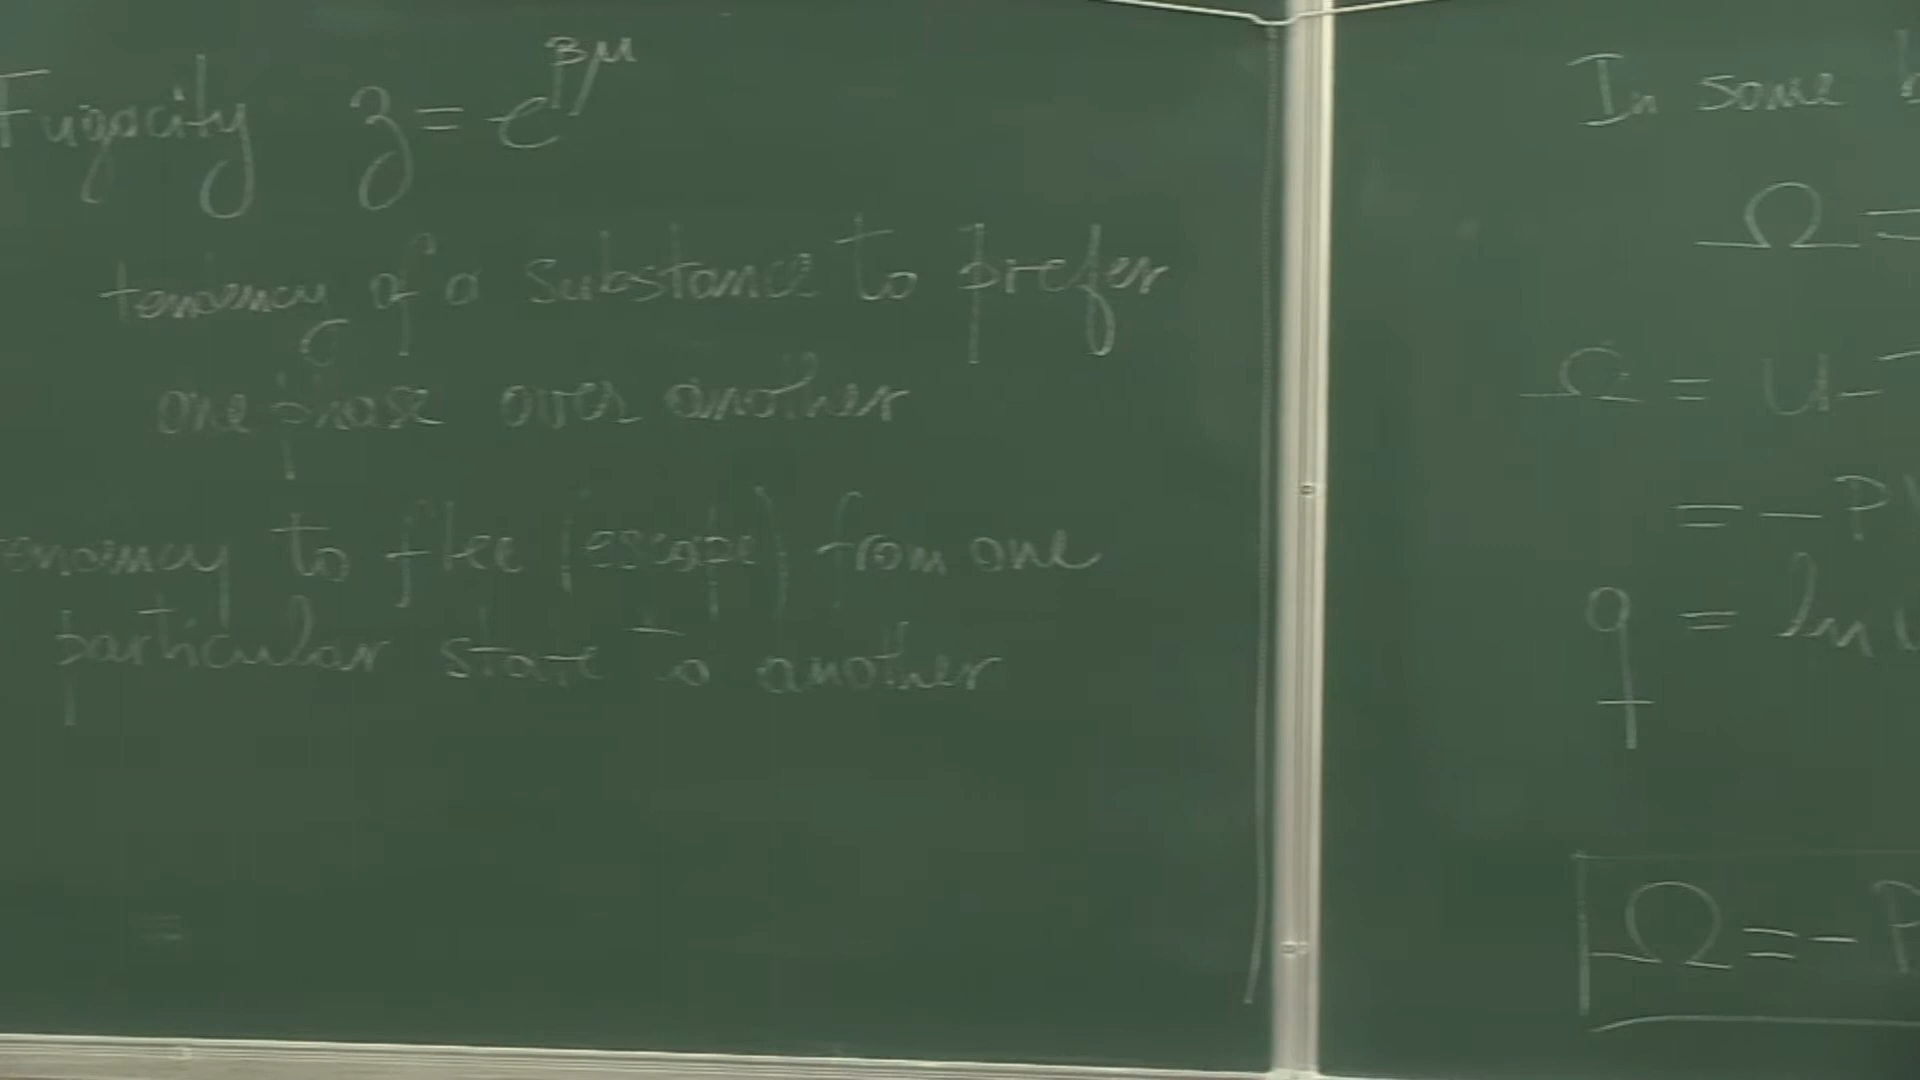 Fugacity z = e^βμ
tendency of a substance to prefer
one phase over another
tendency to flee (escape) from one
particular state to another
In some
Ω =
Ω = U -
= - P
q = ln
Ω = - P